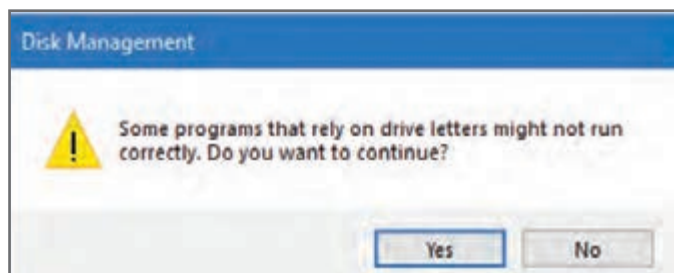 Disk Management
Some programs that rely on drive letters might not run
correctly. Do you want to continue?
Yes
No